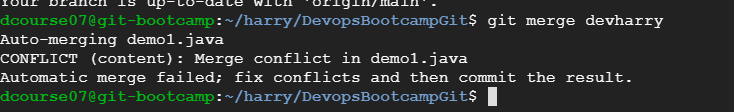 Your branch is up-to-date with 'origin/main'.
dcourse07@git-bootcamp:/harry/DevopsBootcampGit$ git merge devharry
Auto-merging demo1.java
CONFLICT (content): Merge conflict in demo1.java
Automatic merge failed; fix conflicts and then commit the result.
dcourse07@git-bootcamp:/harry/DevopsBootcampGit$